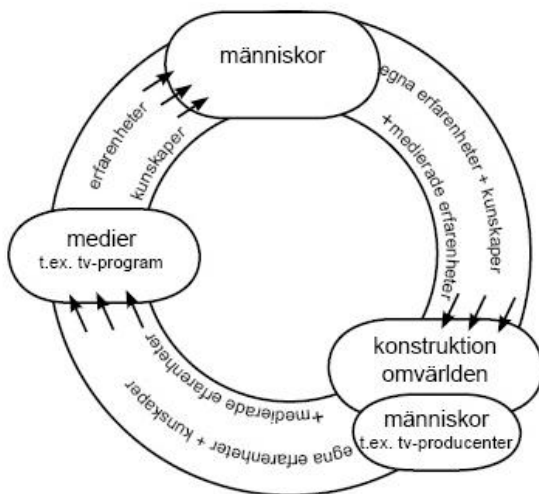 människor
egna erfarenheter + kunskaper
+medierade erfarenheter
konstruktion
omvärlden
människor
t.ex. tv-producenter
egna erfarenheter + kunskaper
+medierade erfarenheter
medier
t.ex. tv-program
erfarenheter
kunskaper